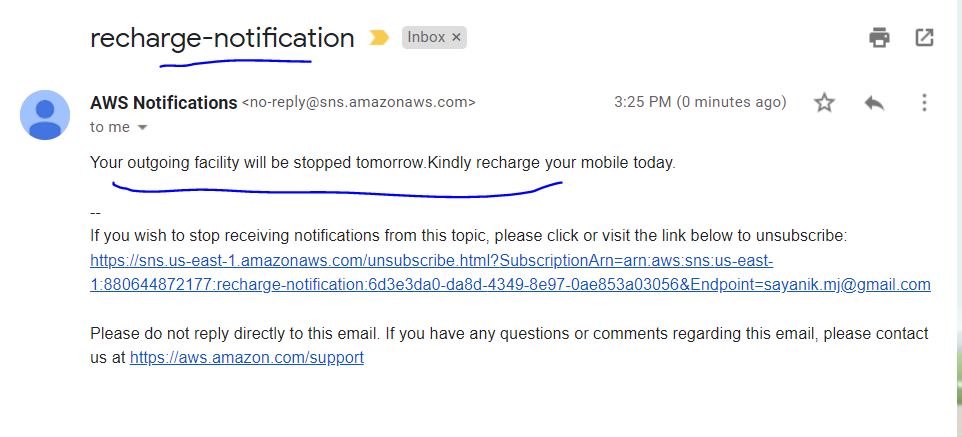 recharge-notification Inbox ×
AWS Notifications <no-reply@sns.amazonaws.com> 3:25 PM (0 minutes ago)
to me
Your outgoing facility will be stopped tomorrow.Kindly recharge your mobile today.
--
If you wish to stop receiving notifications from this topic, please click or visit the link below to unsubscribe:
https://sns.us-east-1.amazonaws.com/unsubscribe.html?SubscriptionArn=arn:aws:sns:us-east-
1:880644872177:recharge-notification:6d3e3da0-da8d-4349-8e97-0ae853a03056&Endpoint=sayanik.mj@gmail.com
Please do not reply directly to this email. If you have any questions or comments regarding this email, please contact
us at https://aws.amazon.com/support